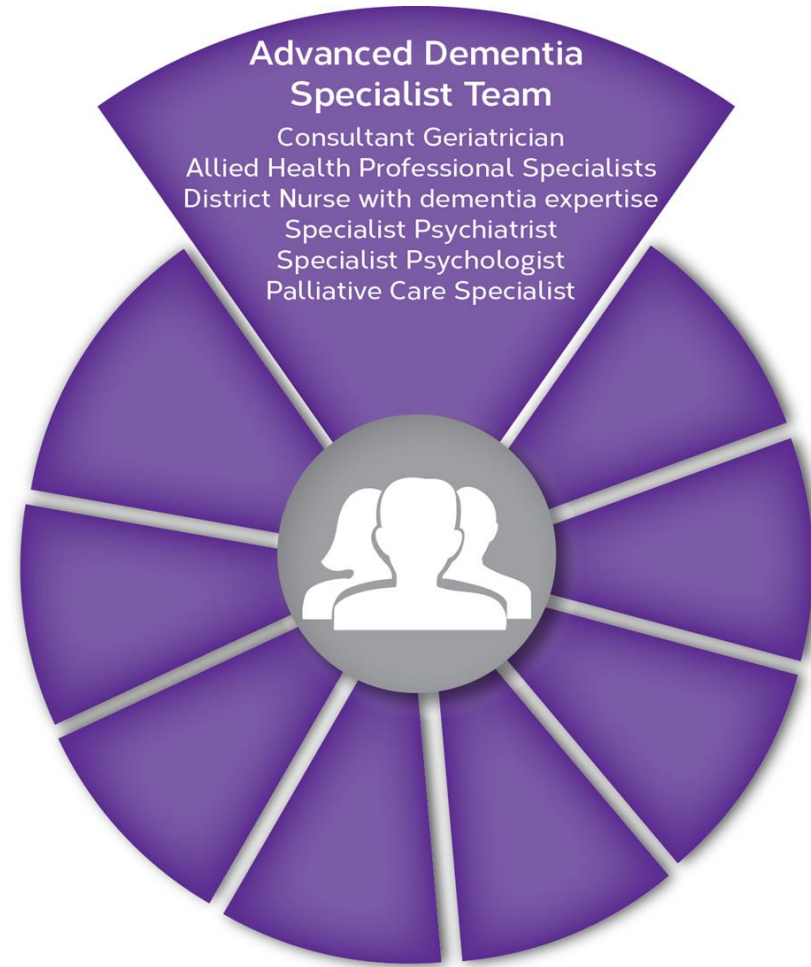 Advanced Dementia
Specialist Team
Consultant Geriatrician
Allied Health Professional Specialists
District Nurse with dementia expertise
Specialist Psychiatrist
Specialist Psychologist
Palliative Care Specialist